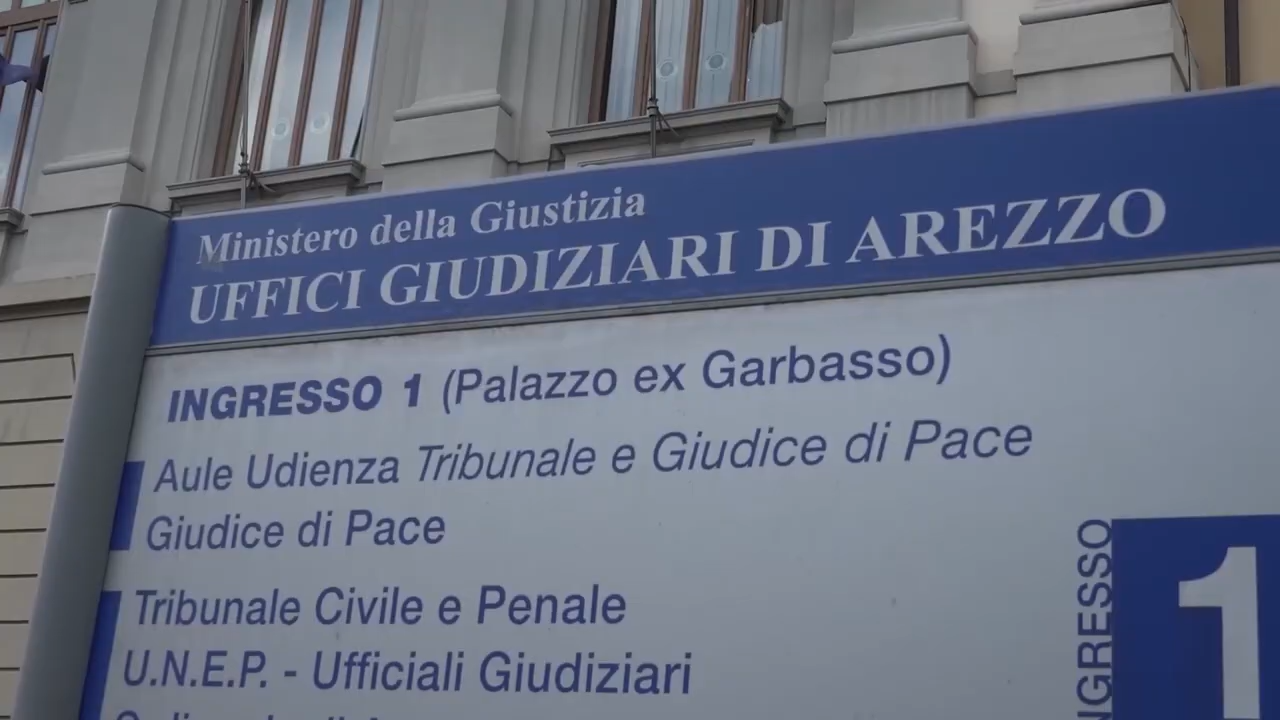 Ministero della Giustizia
UFFICI GIUDIZIARI DI AREZZO
INGRESSO 1 (Palazzo ex Garbasso)
Aule Udienza Tribunale e Giudice di Pace
Giudice di Pace
Tribunale Civile e Penale
U.N.E.P. - Ufficiali Giudiziari
INGRESSO
1